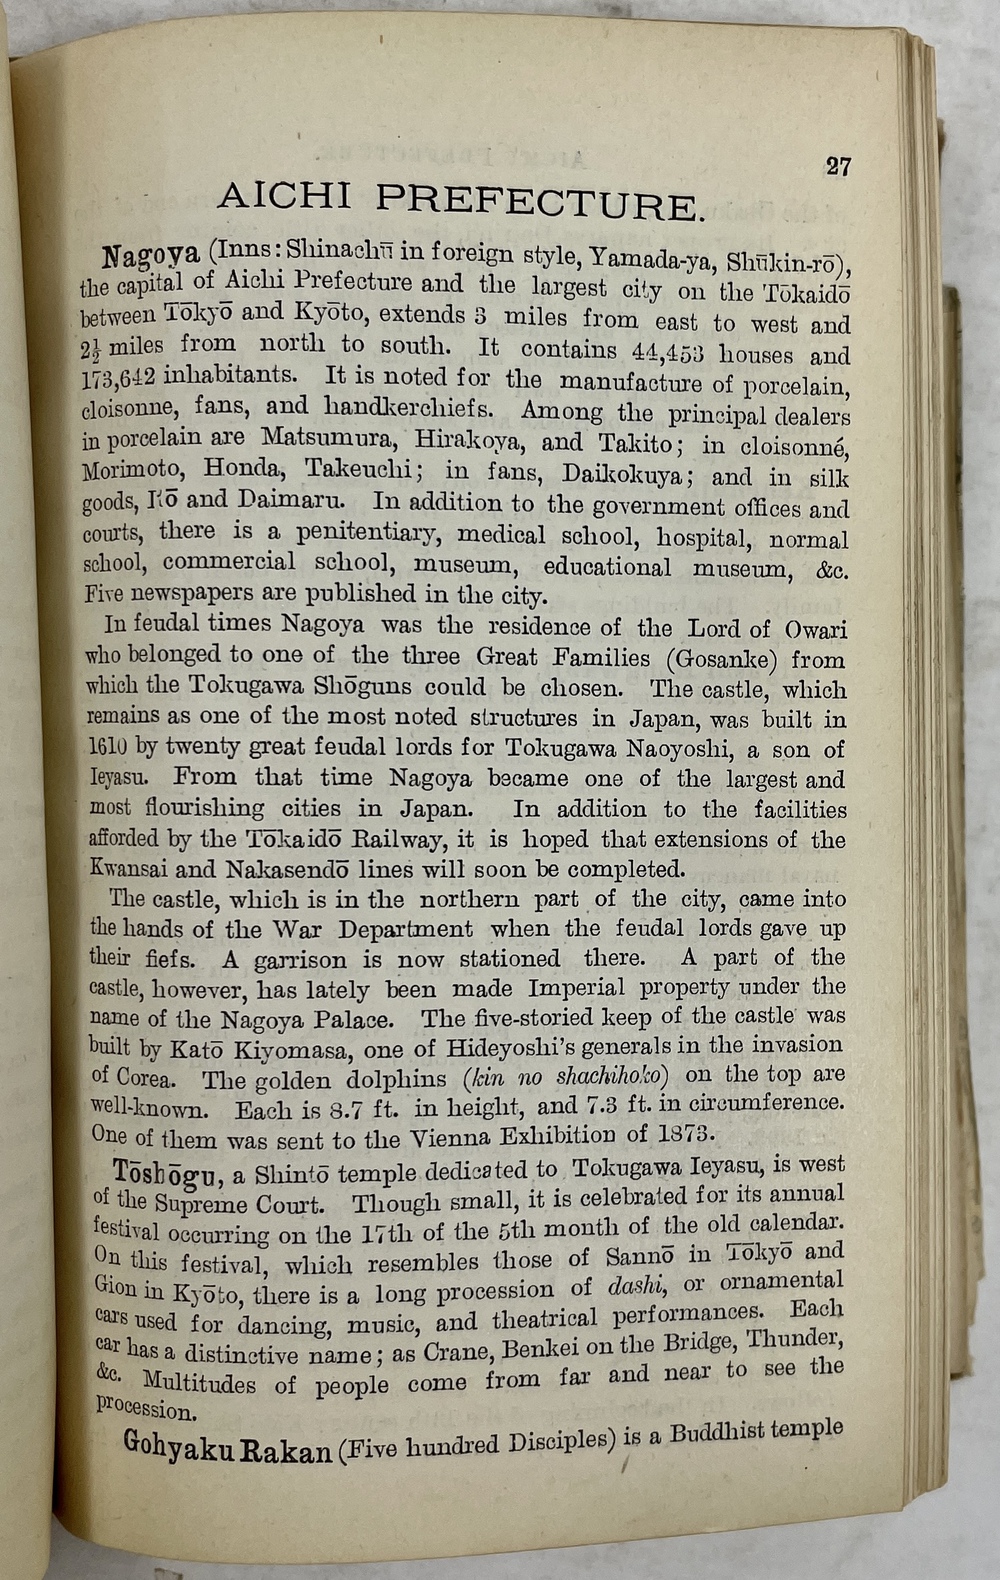 27
AICHI PREFECTURE.
Nagoya (Inns: Shinachū in foreign style, Yamada-ya, Shūkin-rō),
the capital of Aichi Prefecture and the largest city on the Tōkaidō
between Tōkyō and Kyōto, extends 3 miles from east to west and
2½ miles from north to south. It contains 44,453 houses and
173,642 inhabitants. It is noted for the manufacture of porcelain,
cloisonne, fans, and handkerchiefs. Among the principal dealers
in porcelain are Matsumura, Hirakoya, and Takito; in cloisonné,
Morimoto, Honda, Takeuchi; in fans, Daikokuya; and in silk
goods, Itō and Daimaru. In addition to the government offices and
courts, there is a penitentiary, medical school, hospital, normal
school, commercial school, museum, educational museum, &c.
Five newspapers are published in the city.
In feudal times Nagoya was the residence of the Lord of Owari
who belonged to one of the three Great Families (Gosanke) from
which the Tokugawa Shōguns could be chosen. The castle, which
remains as one of the most noted structures in Japan, was built in
1610 by twenty great feudal lords for Tokugawa Naoyoshi, a son of
Ieyasu. From that time Nagoya became one of the largest and
most flourishing cities in Japan. In addition to the facilities
afforded by the Tōkaidō Railway, it is hoped that extensions of the
Kwansai and Nakasendō lines will soon be completed.
The castle, which is in the northern part of the city, came into
the hands of the War Department when the feudal lords gave up
their fiefs. A garrison is now stationed there. A part of the
castle, however, has lately been made Imperial property under the
name of the Nagoya Palace. The five-storied keep of the castle was
built by Katō Kiyomasa, one of Hideyoshi's generals in the invasion
of Corea. The golden dolphins (kin no shachihoko) on the top are
well-known. Each is 8.7 ft. in height, and 7.3 ft. in circumference.
One of them was sent to the Vienna Exhibition of 1873.
Tōshōgu, a Shintō temple dedicated to Tokugawa Ieyasu, is west
of the Supreme Court. Though small, it is celebrated for its annual
festival occurring on the 17th of the 5th month of the old calendar.
On this festival, which resembles those of Sannō in Tōkyō and
Gion in Kyōto, there is a long procession of dashi, or ornamental
cars used for dancing, music, and theatrical performances. Each
car has a distinctive name; as Crane, Benkei on the Bridge, Thunder,
&c. Multitudes of people come from far and near to see the
procession.
Gohyaku Rakan (Five hundred Disciples) is a Buddhist temple